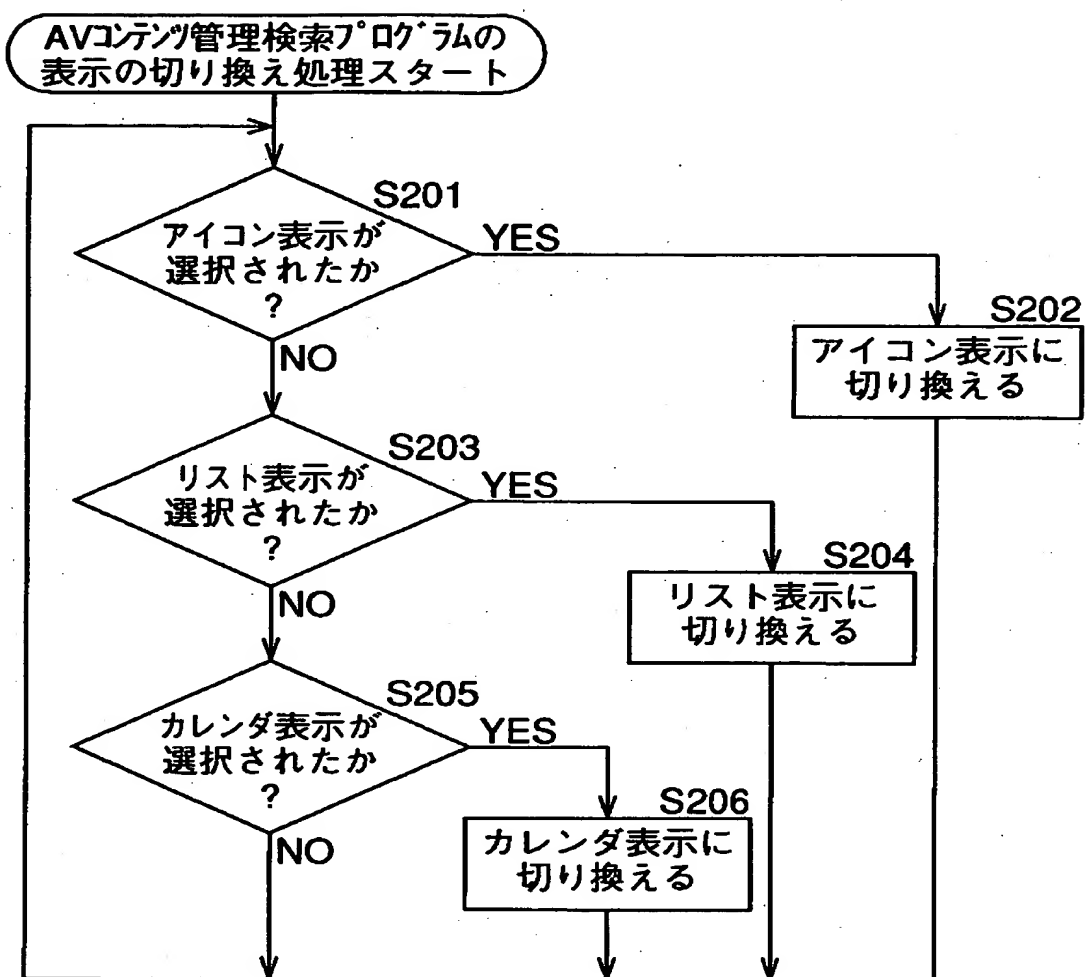 AVコンテンツ管理検索プログラムの
表示の切り換え処理スタート
S201
アイコン表示が
選択されたか
?
YES
NO
S202
アイコン表示に
切り換える
S203
リスト表示が
選択されたか
?
YES
NO
S204
リスト表示に
切り換える
S205
カレンダ表示が
選択されたか
?
YES
NO
S206
カレンダ表示に
切り換える